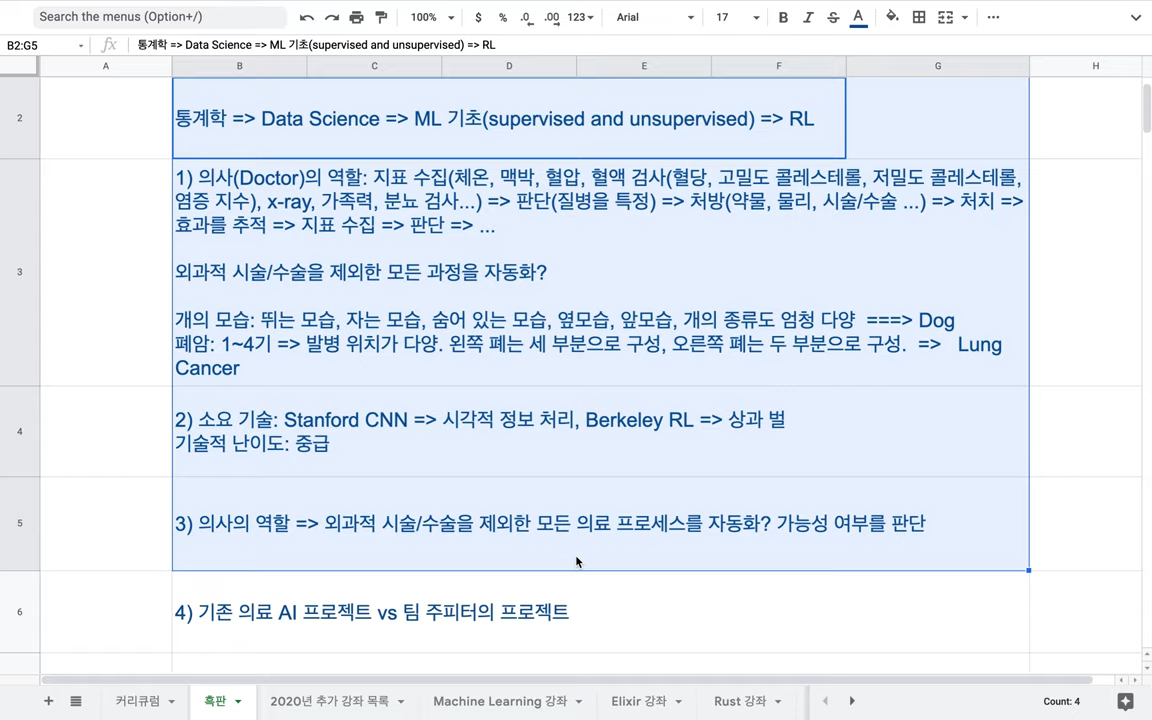 Search the menus (Option+/)
100%
$ % .0 .00 123
Arial
17
B I S A
B2:G5
fx
통계학 => Data Science => ML 기초(supervised and unsupervised) => RL
A B C D E F G H
2
통계학 => Data Science => ML 기초(supervised and unsupervised) => RL
3
1) 의사(Doctor)의 역할: 지표 수집(체온, 맥박, 혈압, 혈액 검사(혈당, 고밀도 콜레스테롤, 저밀도 콜레스테롤,
염증 지수), x-ray, 가족력, 분뇨 검사...) => 판단(질병을 특정) => 처방(약물, 물리, 시술/수술 ...) => 처치 =>
효과를 추적 => 지표 수집 => 판단 => ...
외과적 시술/수술을 제외한 모든 과정을 자동화?
개의 모습: 뛰는 모습, 자는 모습, 숨어 있는 모습, 옆모습, 앞모습, 개의 종류도 엄청 다양 ===> Dog
폐암: 1~4기 => 발병 위치가 다양. 왼쪽 폐는 세 부분으로 구성, 오른쪽 폐는 두 부분으로 구성. => Lung
Cancer
4
2) 소요 기술: Stanford CNN => 시각적 정보 처리, Berkeley RL => 상과 벌
기술적 난이도: 중급
5
3) 의사의 역할 => 외과적 시술/수술을 제외한 모든 의료 프로세스를 자동화? 가능성 여부를 판단
6
4) 기존 의료 AI 프로젝트 vs 팀 주피터의 프로젝트
커리큘럼
흑판
2020년 추가 강좌 목록
Machine Learning 강좌
Elixir 강좌
Rust 강좌
Count: 4